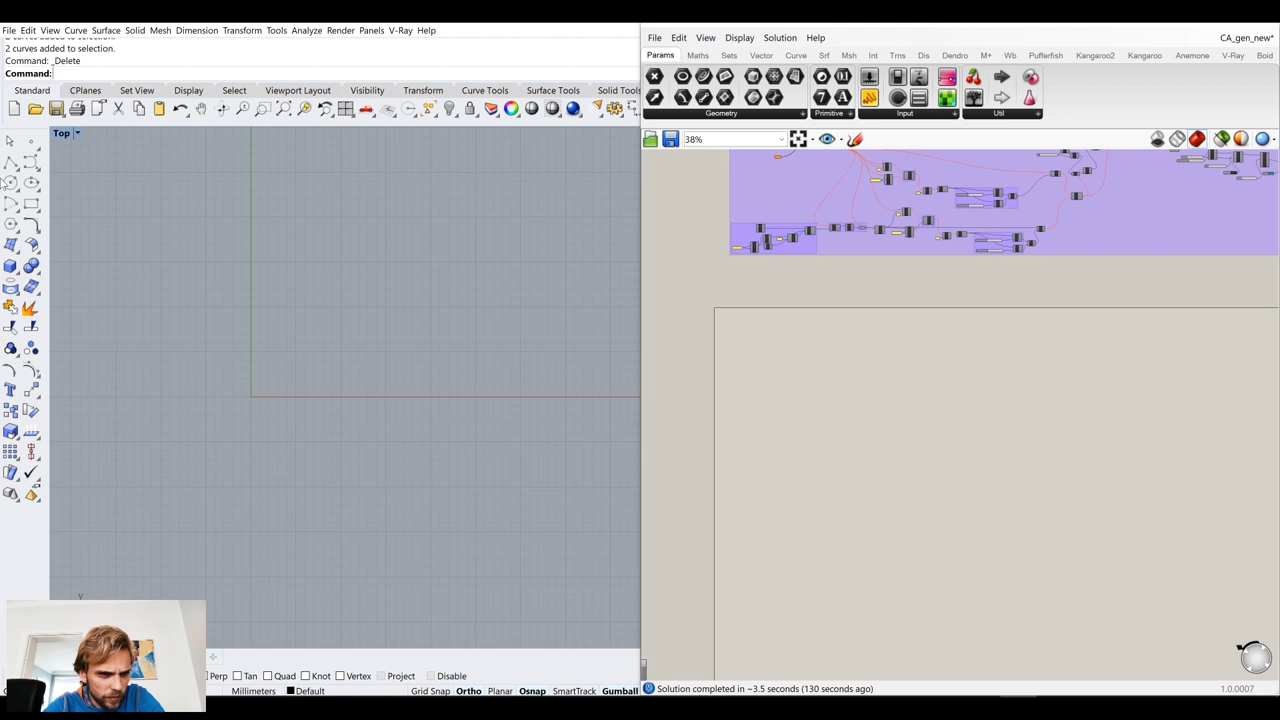 File Edit View Curve Surface Solid Mesh Dimension Transform Tools Analyze Render Panels V-Ray Help
2 curves added to selection.
Command: _Delete
Command:
Standard CPlanes Set View Display Select Viewport Layout Visibility Transform Curve Tools Surface Tools Solid Tools
Top
y
Perp Tan Quad Knot Vertex Project Disable
Millimeters Default Grid Snap Ortho Planar Osnap SmartTrack Gumball
File Edit View Display Solution Help CA_gen_new*
Params Maths Sets Vector Curve Srf Msh Int Trns Dis Dendro M+ Wb Pufferfish Kangaroo2 Kangaroo Anemone V-Ray Boid
Geometry Primitive Input Util
38%
Solution completed in ~3.5 seconds (130 seconds ago) 1.0.0007